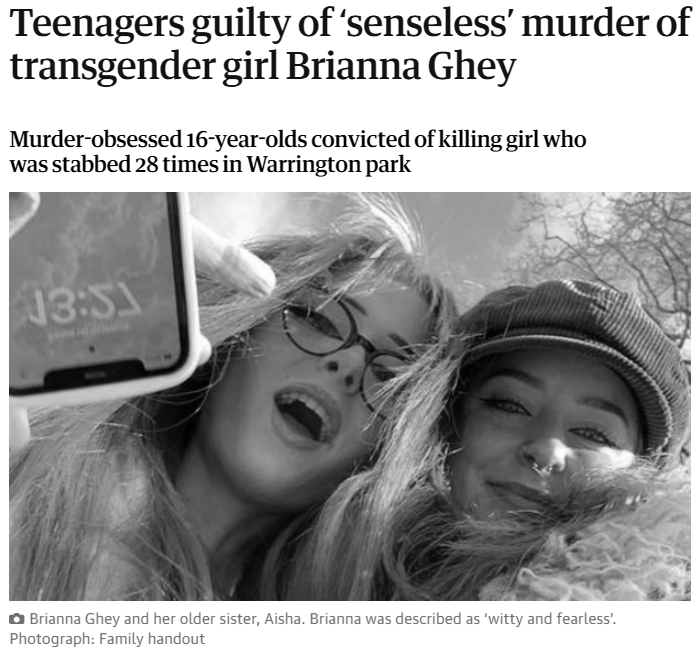 Teenagers guilty of ‘senseless’ murder of
transgender girl Brianna Ghey
Murder-obsessed 16-year-olds convicted of killing girl who
was stabbed 28 times in Warrington park
13:27
Brianna Ghey and her older sister, Aisha. Brianna was described as ‘witty and fearless’.
Photograph: Family handout